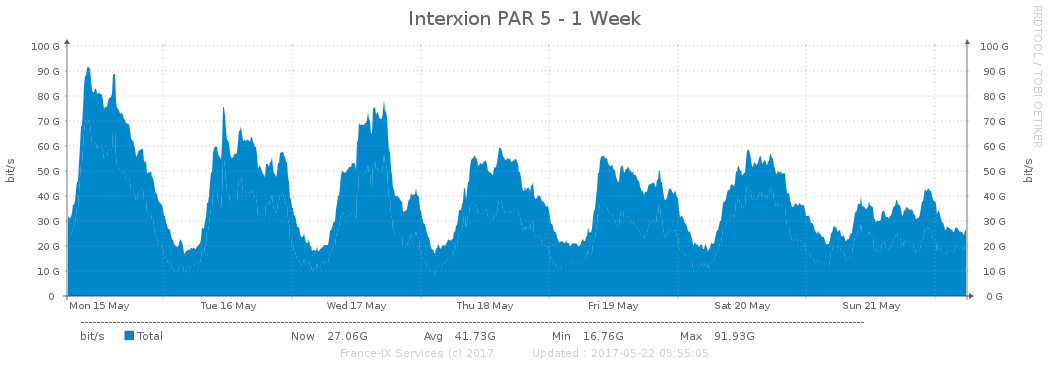 Interxion PAR 5 - 1 Week
RRDTOOL / TOBI OETIKER
bit/s
bit/s
100 G 100 G
90 G 90 G
80 G 80 G
70 G 70 G
60 G 60 G
50 G 50 G
40 G 40 G
30 G 30 G
20 G 20 G
10 G 10 G
0 0 G
Mon 15 May Tue 16 May Wed 17 May Thu 18 May Fri 19 May Sat 20 May Sun 21 May
bit/s Total Now 27.06G Avg 41.73G Min 16.76G Max 91.93G
France-IX Services (c) 2017 Updated : 2017-05-22 05:55:05